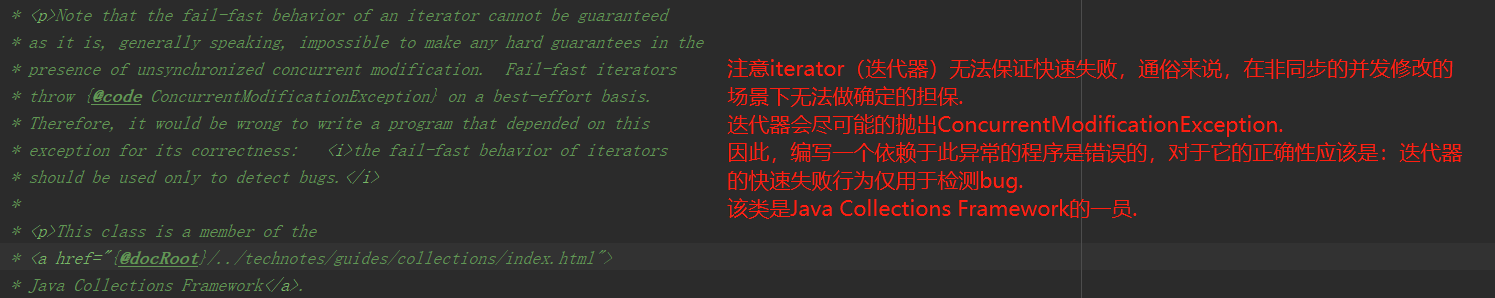 * <p>Note that the fail-fast behavior of an iterator cannot be guaranteed
* as it is, generally speaking, impossible to make any hard guarantees in the
* presence of unsynchronized concurrent modification.  Fail-fast iterators
* throw {@code ConcurrentModificationException} on a best-effort basis.
* Therefore, it would be wrong to write a program that depended on this
* exception for its correctness:   <i>the fail-fast behavior of iterators
* should be used only to detect bugs.</i>
*
* <p>This class is a member of the
* <a href="{@docRoot}/../technotes/guides/collections/index.html">
* Java Collections Framework</a>.
注意iterator（迭代器）无法保证快速失败，通俗来说，在非同步的并发修改的
场景下无法做确定的担保.
迭代器会尽可能的抛出ConcurrentModificationException.
因此，编写一个依赖于此异常的程序是错误的，对于它的正确性应该是：迭代器
的快速失败行为仅用于检测bug.
该类是Java Collections Framework的一员.